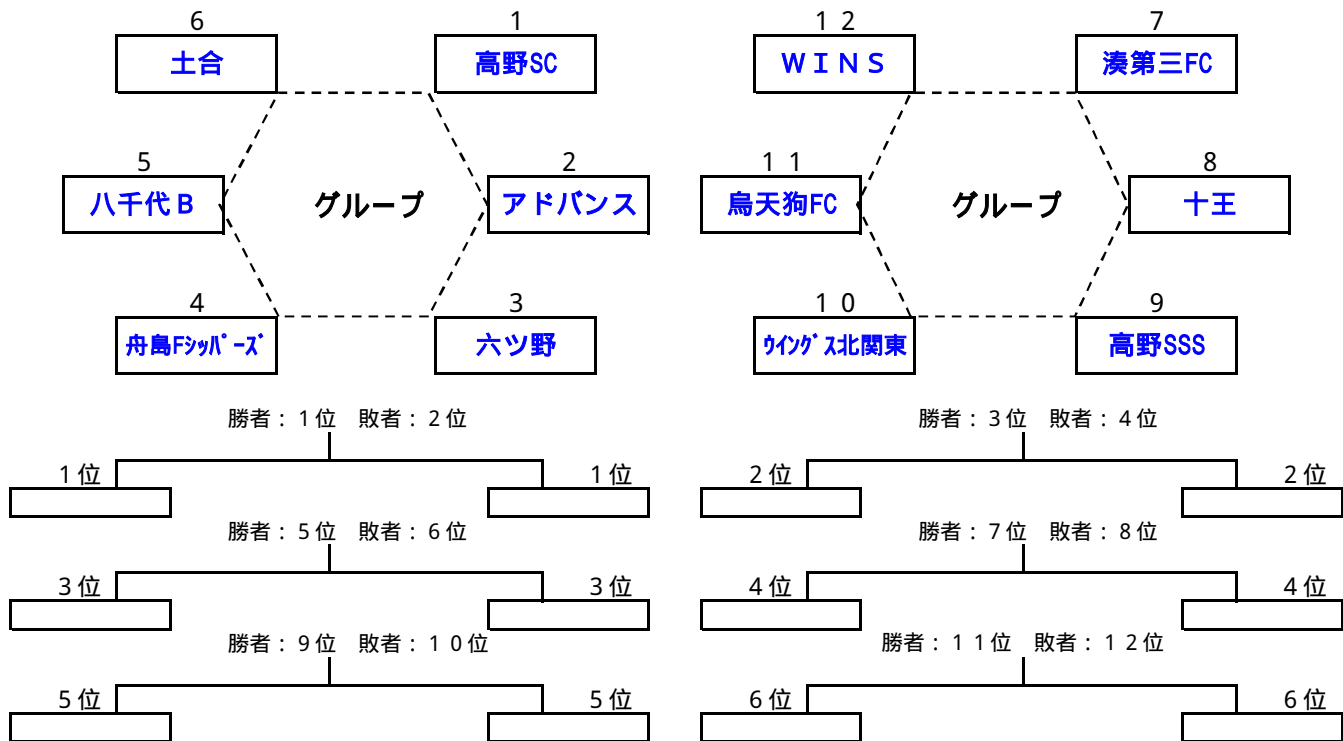 6 1 １２ 7
土合 高野SC ＷＩＮＳ 湊第三FC
5 2 １１ 8
八千代Ｂ グループ アドバンス 烏天狗FC グループ 十王
4 3 １０ 9
舟島Fｼｯﾊﾟｰｽﾞ 六ツ野 ｳｲﾝｸﾞｽ北関東 高野SSS
勝者：１位 敗者：２位 勝者：３位 敗者：４位
１位 １位 ２位 ２位
勝者：５位 敗者：６位 勝者：７位 敗者：８位
３位 ３位 ４位 ４位
勝者：９位 敗者：１０位 勝者：１１位 敗者：１２位
５位 ５位 ６位 ６位